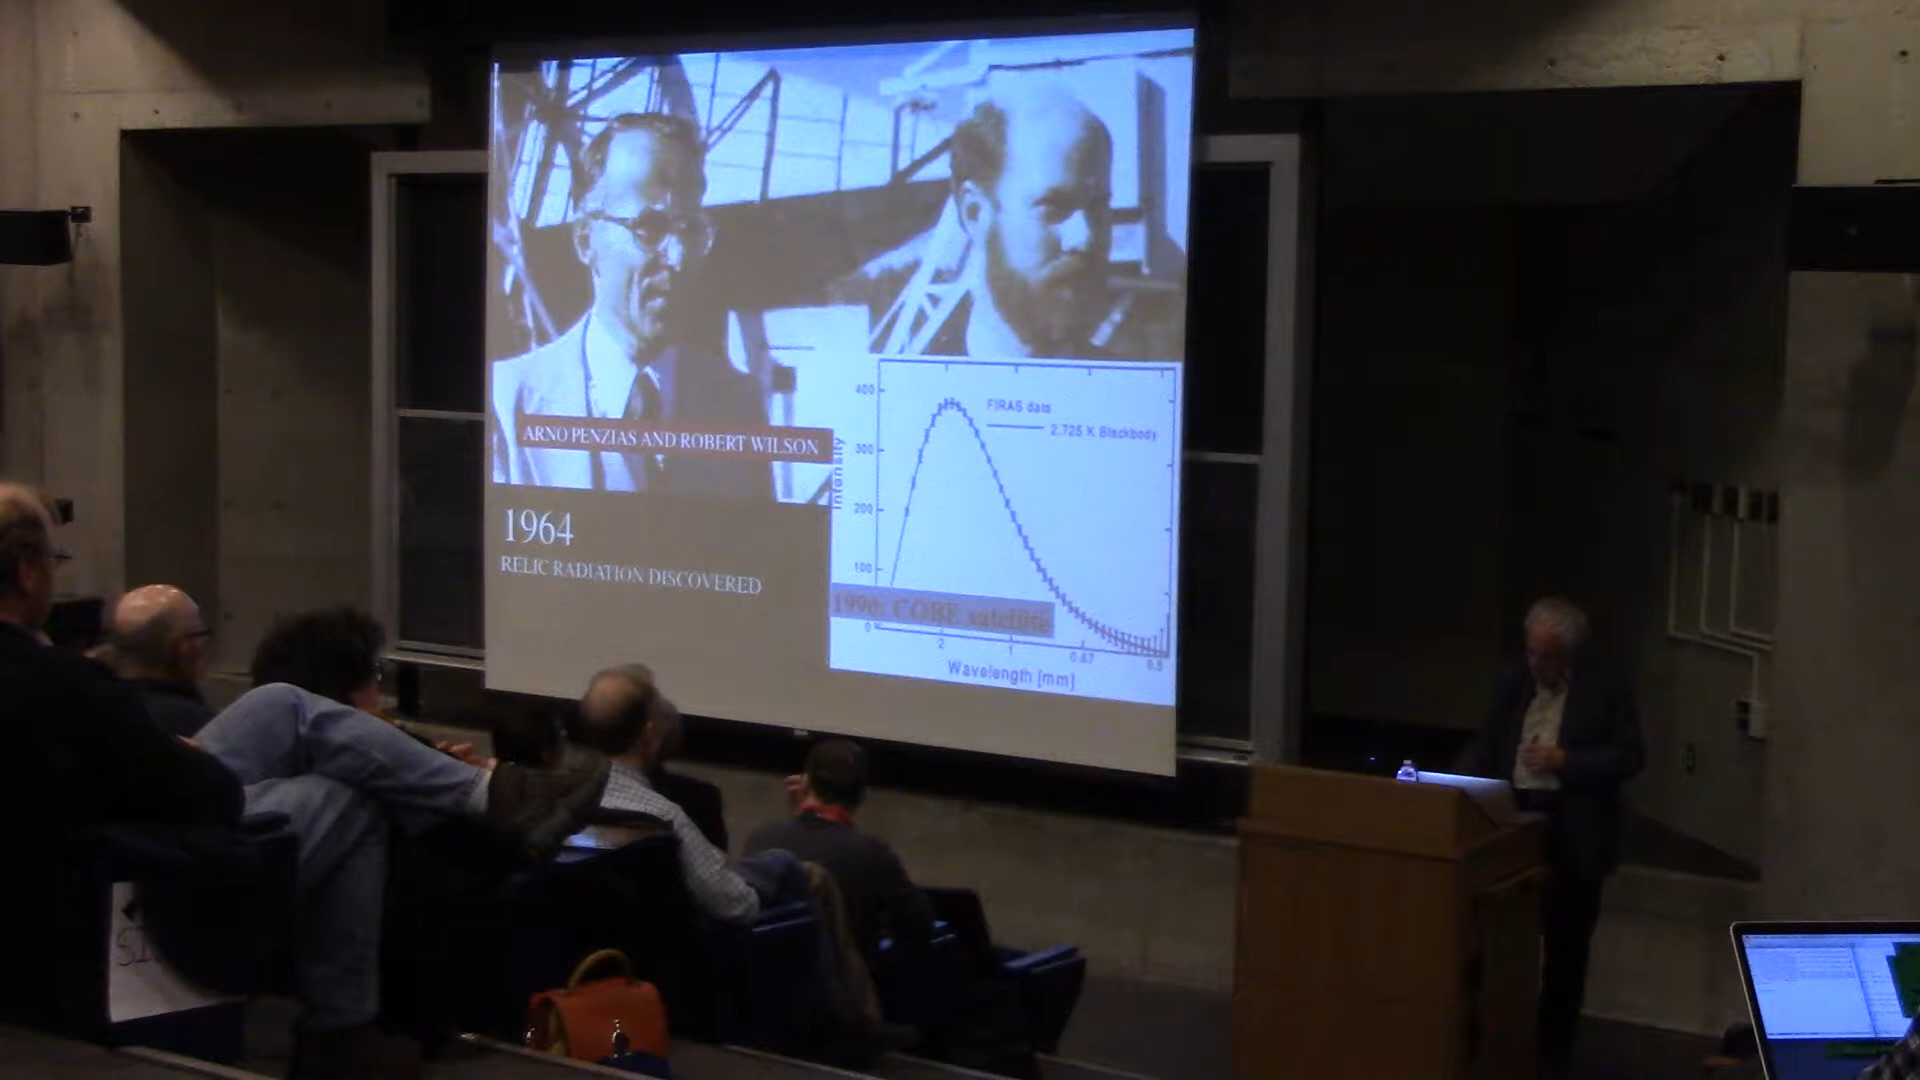 ARNO PENZIAS AND ROBERT WILSON
1964
RELIC RADIATION DISCOVERED
FIRAS data
2.725 K Blackbody
Intensity
400
300
200
100
0
1990: COBE satellite
2
1
0.67
0.5
Wavelength [mm]